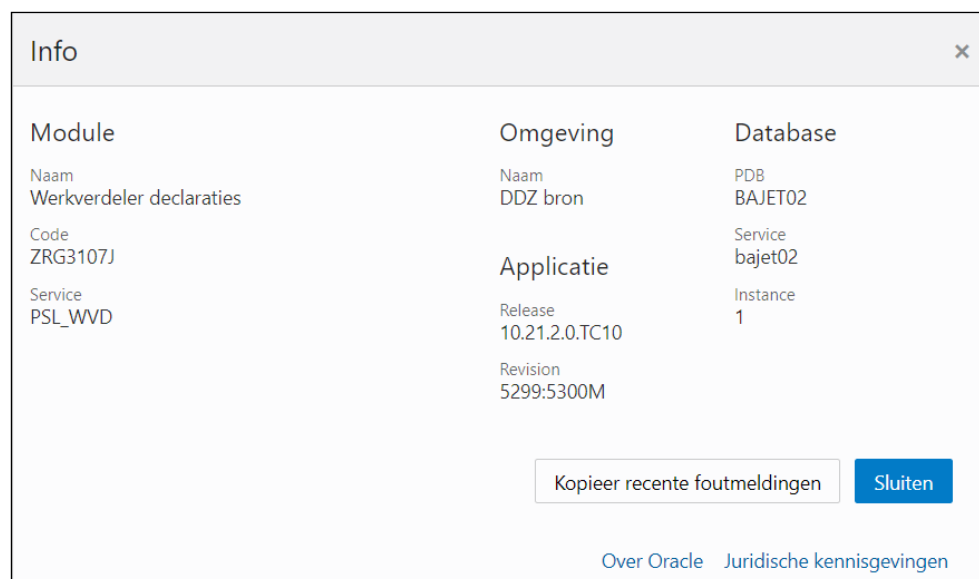 Info
×
Module
Naam
Werkverdeler declaraties
Code
ZRG3107J
Service
PSL_WVD
Omgeving
Naam
DDZ bron
Applicatie
Release
10.21.2.0.TC10
Revision
5299:5300M
Database
PDB
BAJET02
Service
bajet02
Instance
1
Kopieer recente foutmeldingen
Sluiten
Over Oracle
Juridische kennisgevingen